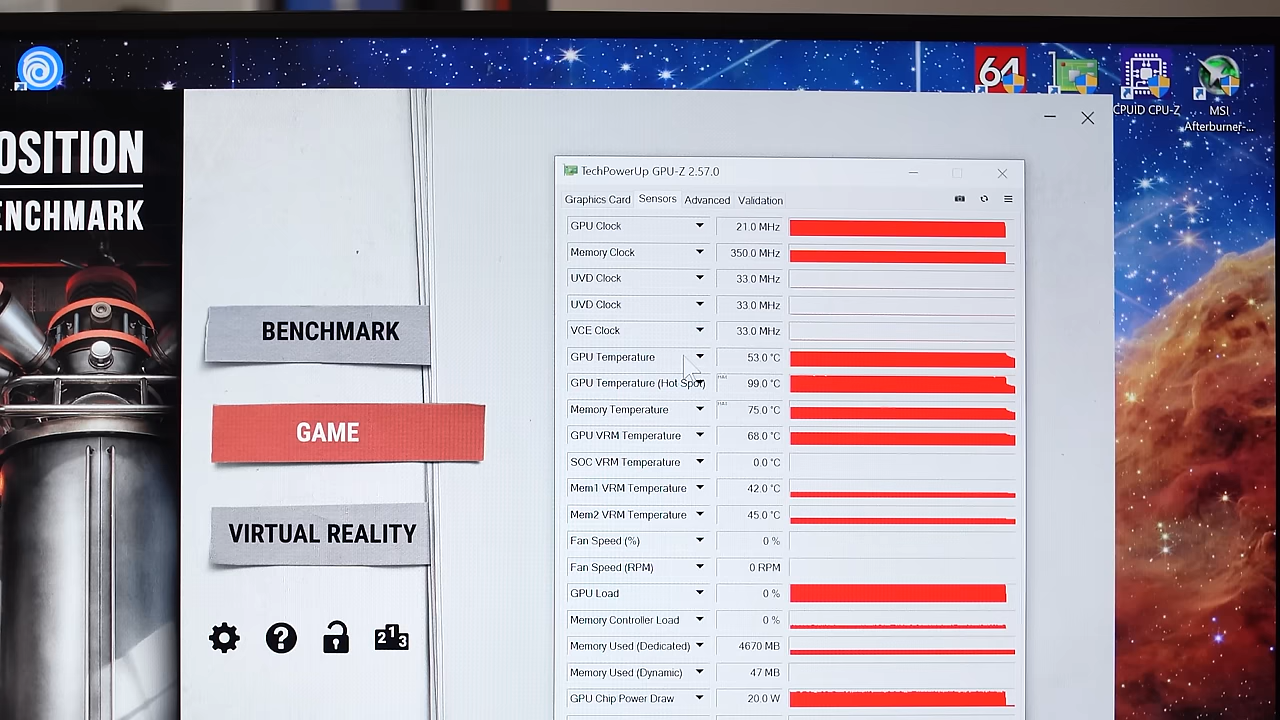 64
CPUID CPU-Z
MSI
Afterburner-...
OSITION
ENCHMARK
BENCHMARK
GAME
VIRTUAL REALITY
2 1 3
TechPowerUp GPU-Z 2.57.0
Graphics Card Sensors Advanced Validation
GPU Clock 21.0 MHz
Memory Clock 350.0 MHz
UVD Clock 33.0 MHz
UVD Clock 33.0 MHz
VCE Clock 33.0 MHz
GPU Temperature 53.0 °C
GPU Temperature (Hot Spot) 99.0 °C
Memory Temperature 75.0 °C
GPU VRM Temperature 60.0 °C
SOC VRM Temperature 0.0 °C
Mem1 VRM Temperature 42.0 °C
Mem2 VRM Temperature 45.0 °C
Fan Speed (%) 0 %
Fan Speed (RPM) 0 RPM
GPU Load 0 %
Memory Controller Load 0 %
Memory Used (Dedicated) 4670 MB
Memory Used (Dynamic) 47 MB
GPU Chip Power Draw 20.0 W